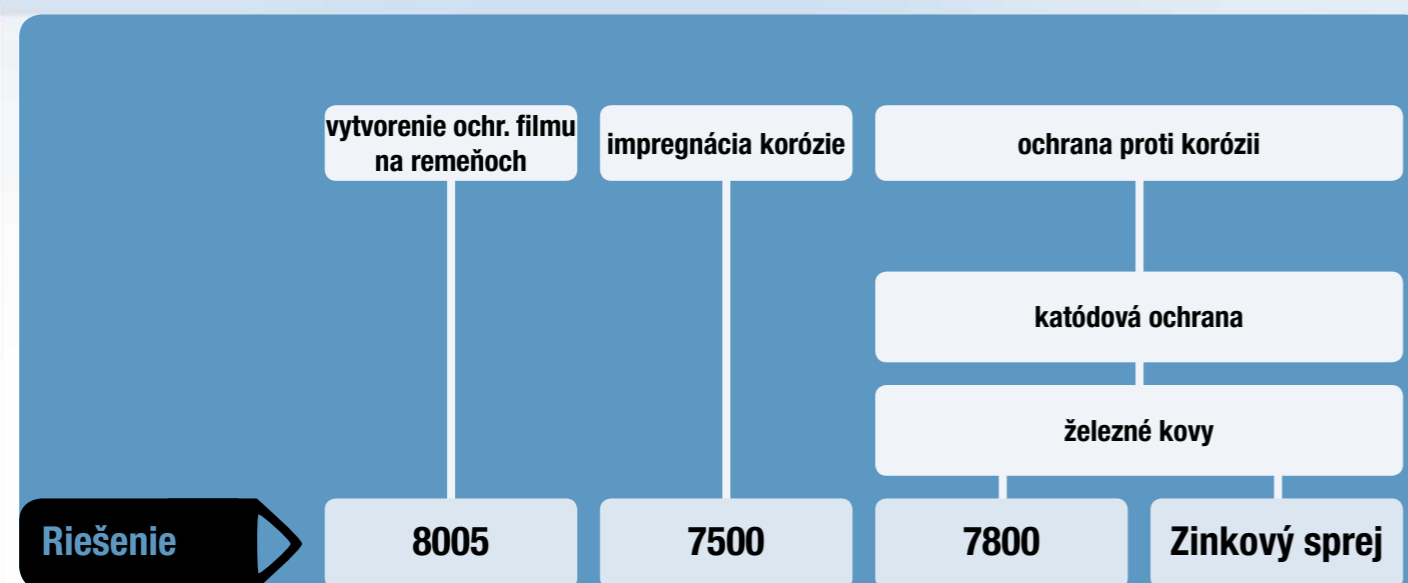 vytvorenie ochr. filmu
na remeňoch
impregnácia korózie
ochrana proti korózii
katódová ochrana
železné kovy
Riešenie
8005
7500
7800
Zinkový sprej